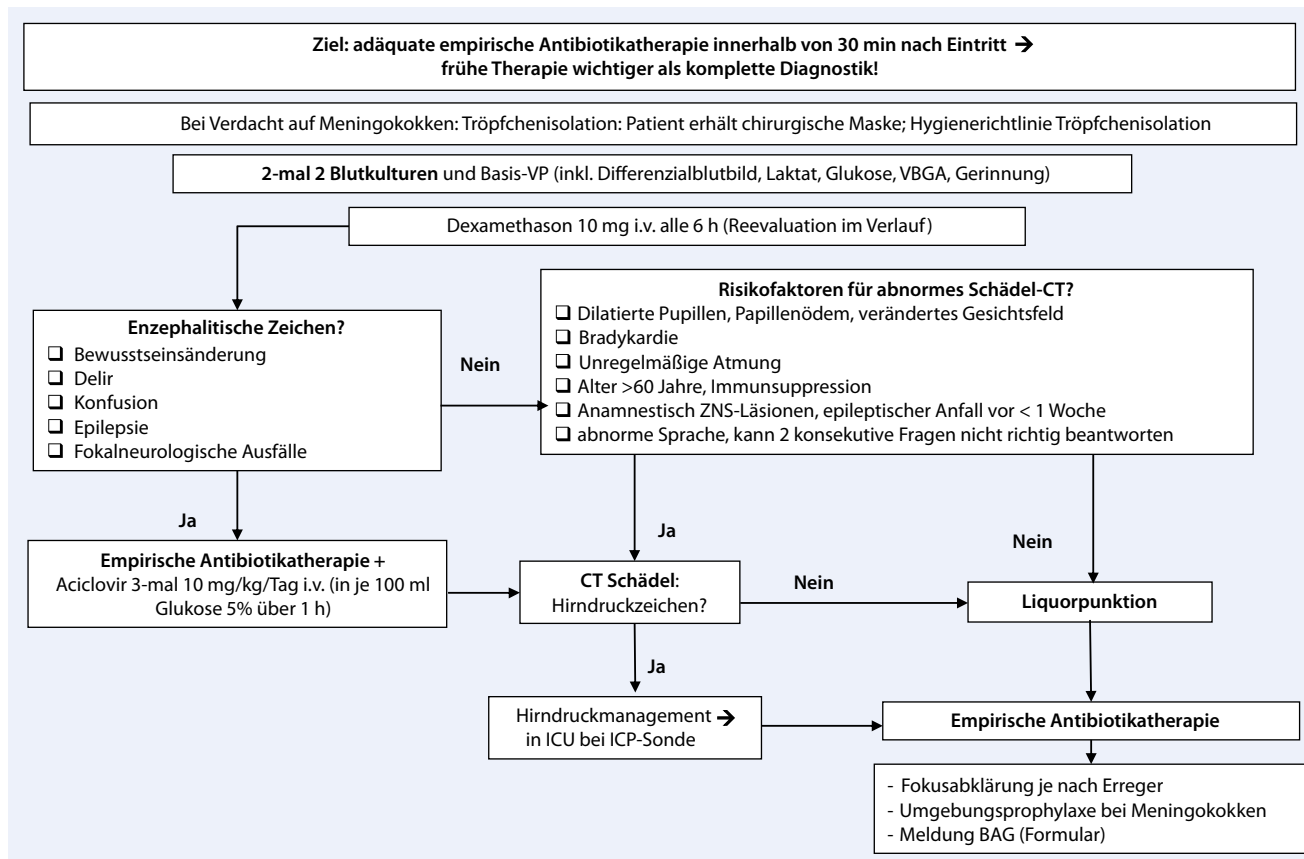 Ziel: adäquate empirische Antibiotikatherapie innerhalb von 30 min nach Eintritt ➔
frühe Therapie wichtiger als komplette Diagnostik!
Bei Verdacht auf Meningokokken: Tröpfchenisolation: Patient erhält chirurgische Maske; Hygienerichtlinie Tröpfchenisolation
2-mal 2 Blutkulturen und Basis-VP (inkl. Differenzialblutbild, Laktat, Glukose, VBGA, Gerinnung)
Dexamethason 10 mg i.v. alle 6 h (Reevaluation im Verlauf)
Enzephalitische Zeichen?
❑ Bewusstseinsänderung
❑ Delir
❑ Konfusion
❑ Epilepsie
❑ Fokalneurologische Ausfälle
Nein
Risikofaktoren für abnormes Schädel-CT?
❑ Dilatierte Pupillen, Papillenödem, verändertes Gesichtsfeld
❑ Bradykardie
❑ Unregelmäßige Atmung
❑ Alter >60 Jahre, Immunsuppression
❑ Anamnestisch ZNS-Läsionen, epileptischer Anfall vor < 1 Woche
❑ abnorme Sprache, kann 2 konsekutive Fragen nicht richtig beantworten
Ja
Ja
Nein
Empirische Antibiotikatherapie +
Aciclovir 3-mal 10 mg/kg/Tag i.v. (in je 100 ml
Glukose 5% über 1 h)
CT Schädel:
Hirndruckzeichen?
Nein
Liquorpunktion
Ja
Hirndruckmanagement ➔
in ICU bei ICP-Sonde
Empirische Antibiotikatherapie
- Fokusabklärung je nach Erreger
- Umgebungsprophylaxe bei Meningokokken
- Meldung BAG (Formular)